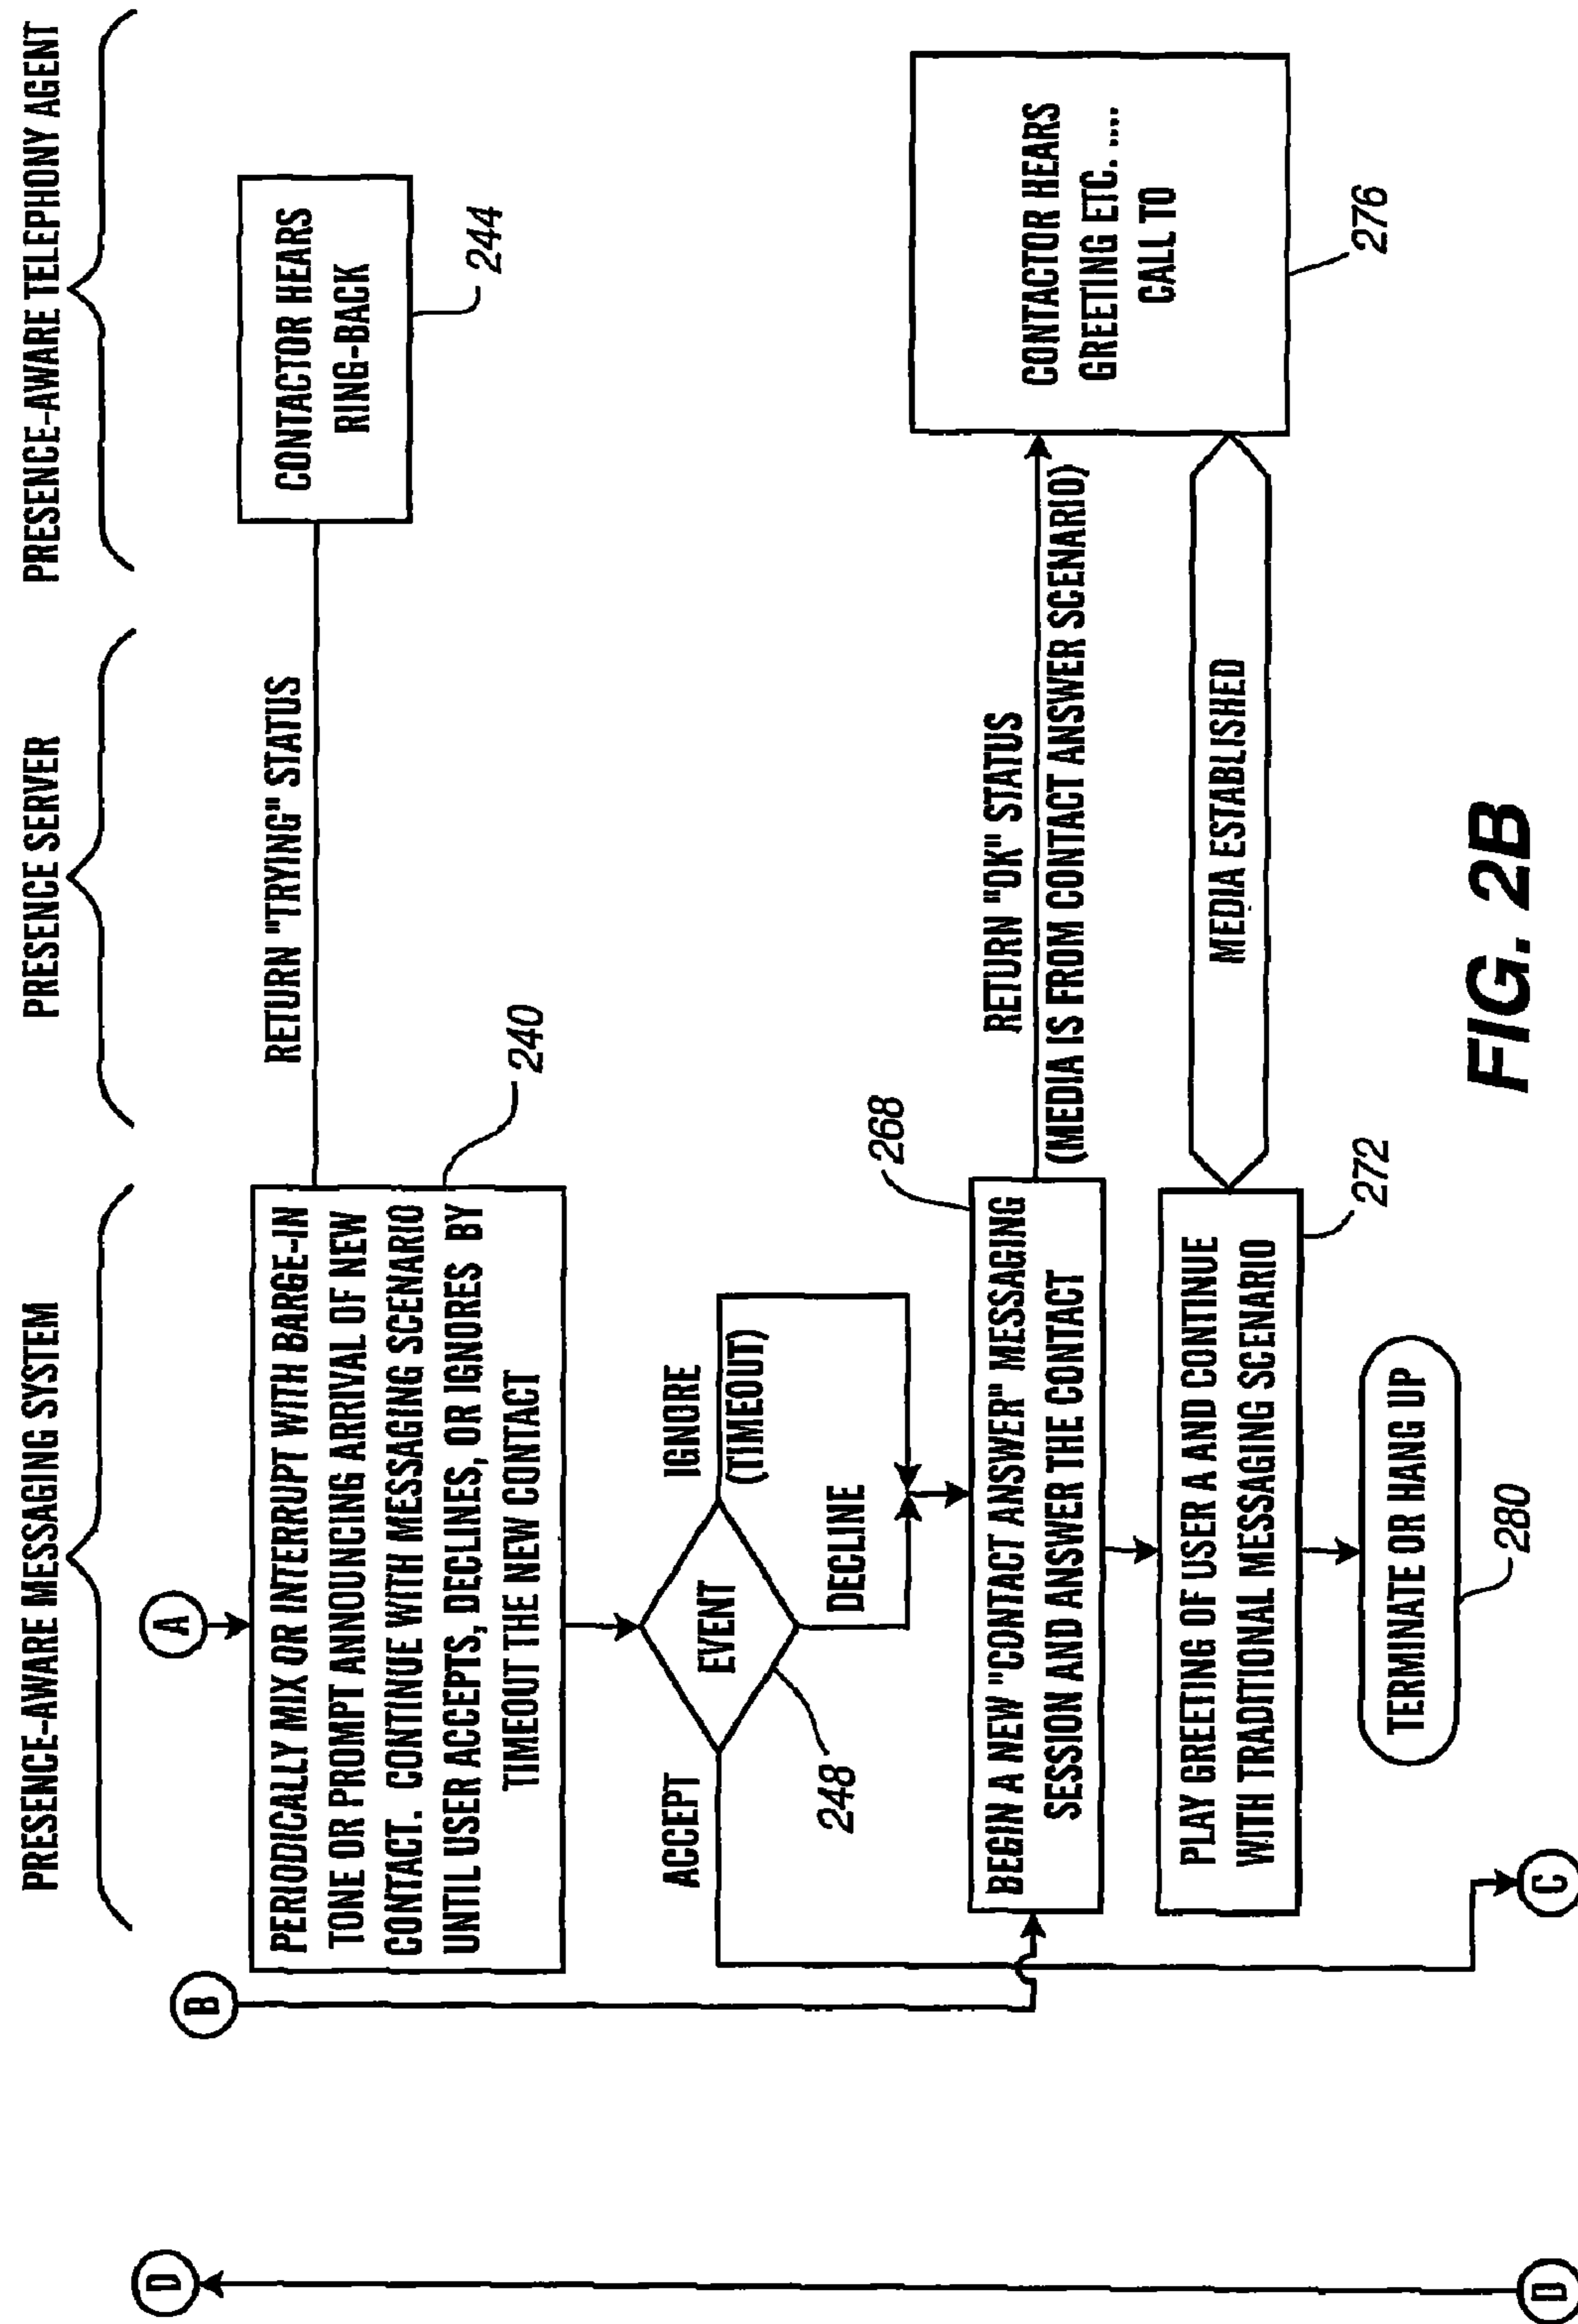 PRESENCE-AWARE MESSAGING SYSTEM
PRESENCE SERVER
PRESENCE-AWARE TELEPHONY AGENT
D
B
A
PERIODICALLY MIX OR INTERRUPT WITH BARGE-IN
TONE OR PROMPT ANNOUNCING ARRIVAL OF NEW
CONTACT. CONTINUE WITH MESSAGING SCENARIO
UNTIL USER ACCEPTS, DECLINES, OR IGNORES BY
TIMEOUT THE NEW CONTACT
240
RETURN "TRYING" STATUS
CONTACTOR HEARS
RING-BACK
244
ACCEPT
EVENT
248
IGNORE
(TIMEOUT)
DECLINE
BEGIN A NEW "CONTACT ANSWER" MESSAGING
SESSION AND ANSWER THE CONTACT
268
RETURN "OK" STATUS
(MEDIA IS FROM CONTACT ANSWER SCENARIO)
CONTACTOR HEARS
GREETING ETC. ....
CALL TO
276
PLAY GREETING OF USER A AND CONTINUE
WITH TRADITIONAL MESSAGING SCENARIO
272
MEDIA ESTABLISHED
TERMINATE OR HANG UP
280
D
C
FIG. 2B